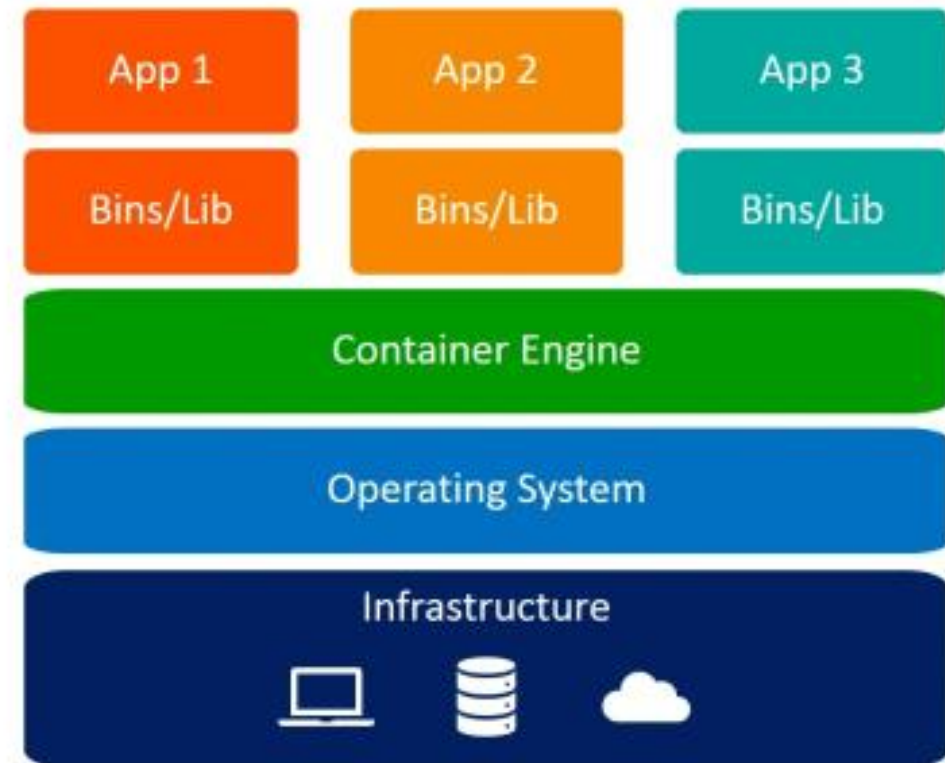 App 1
App 2
App 3
Bins/Lib
Bins/Lib
Bins/Lib
Container Engine
Operating System
Infrastructure